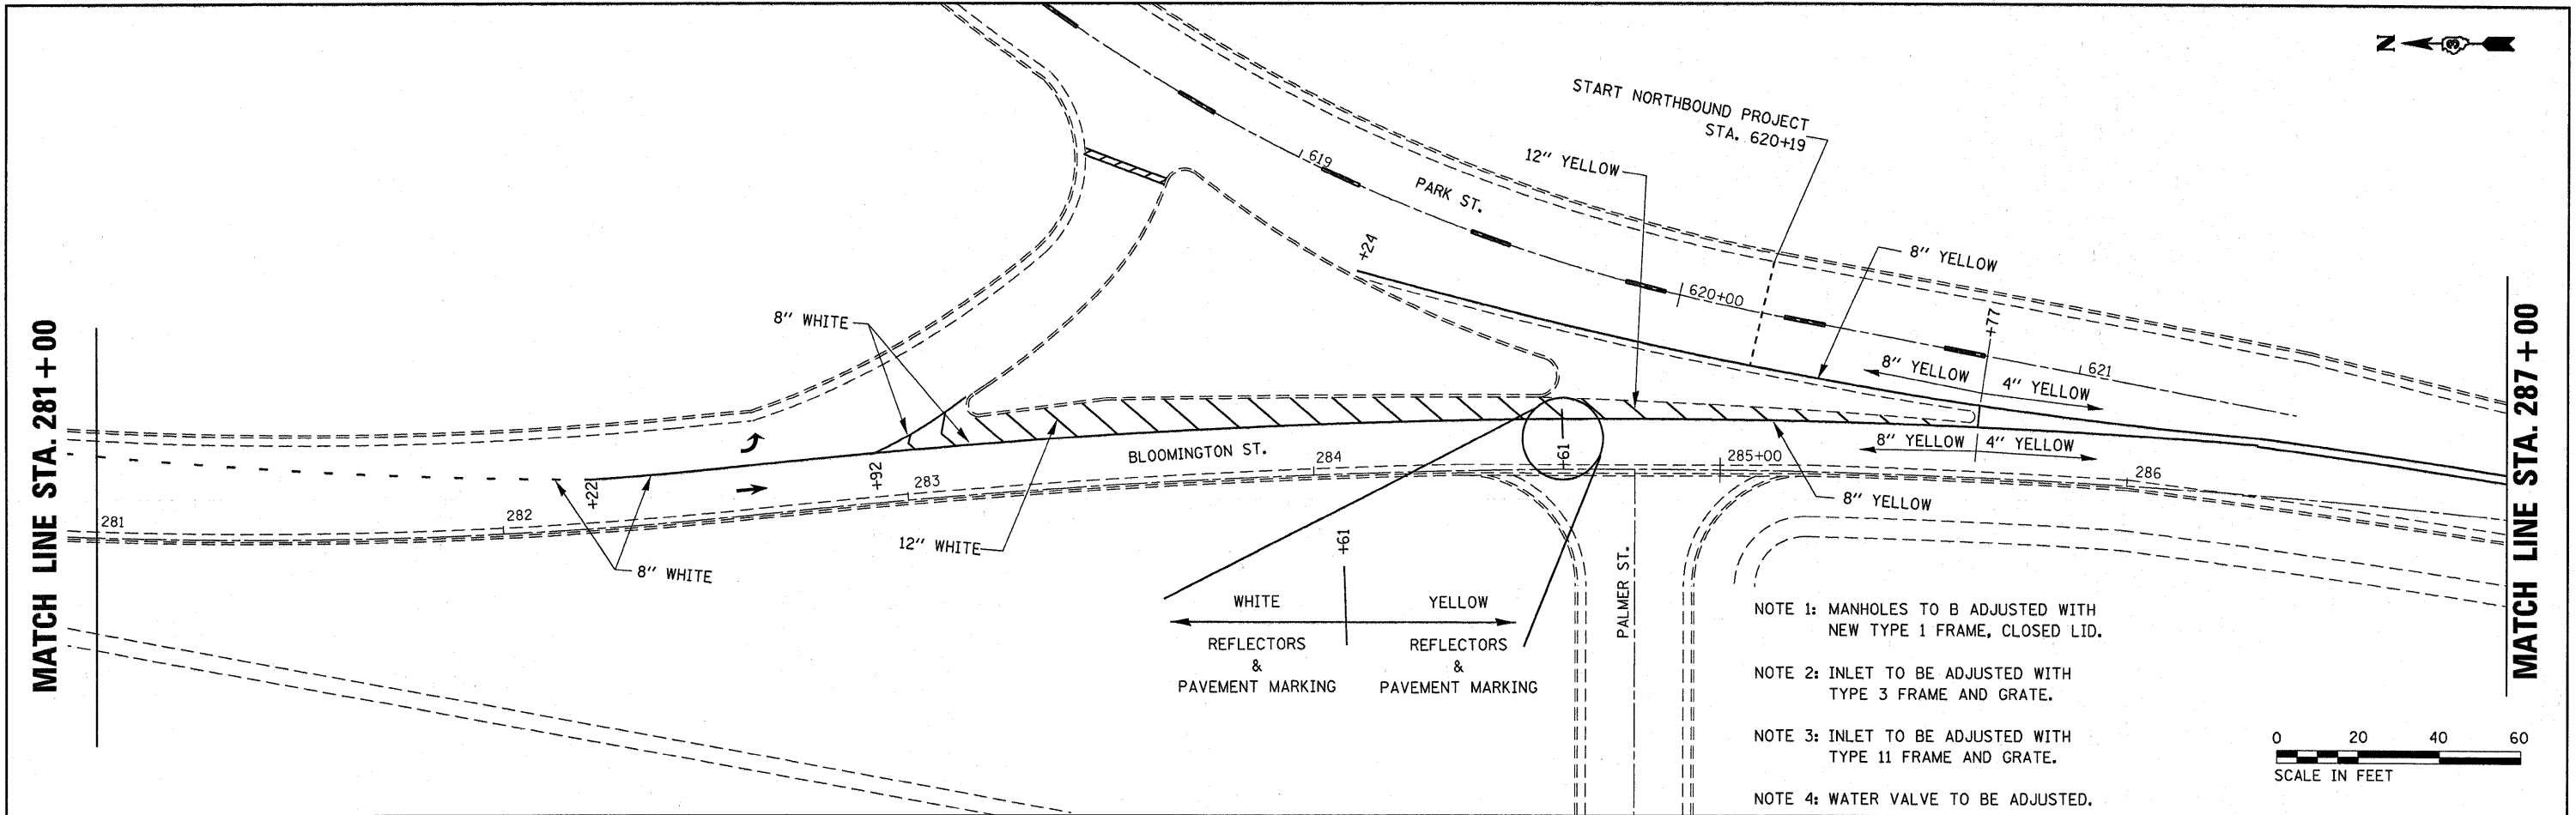 N
3
START NORTHBOUND PROJECT
STA. 620+19
12" YELLOW
619
PARK ST.
+24
8" YELLOW
620+00
+77
8" YELLOW
4" YELLOW
621
MATCH LINE STA. 281+00
MATCH LINE STA. 287+00
8" WHITE
BLOOMINGTON ST.
+92
+22
281
282
283
284
285+00
286
+61
8" YELLOW
4" YELLOW
8" YELLOW
12" WHITE
8" WHITE
+61
WHITE
YELLOW
REFLECTORS
&
PAVEMENT MARKING
REFLECTORS
&
PAVEMENT MARKING
PALMER ST.
NOTE 1: MANHOLES TO B ADJUSTED WITH
NEW TYPE 1 FRAME, CLOSED LID.
NOTE 2: INLET TO BE ADJUSTED WITH
TYPE 3 FRAME AND GRATE.
NOTE 3: INLET TO BE ADJUSTED WITH
TYPE 11 FRAME AND GRATE.
NOTE 4: WATER VALVE TO BE ADJUSTED.
0 20 40 60
SCALE IN FEET